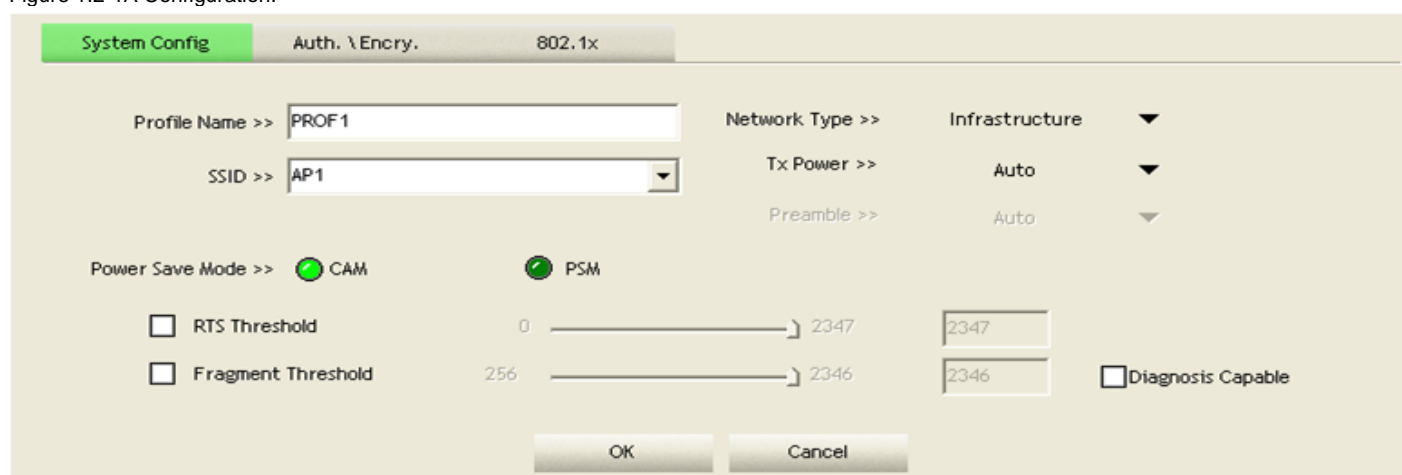 Figure 1.2-1A Configuration.
System Config Auth. \ Encry. 802.1x
Profile Name >> PROF1 Network Type >> Infrastructure
SSID >> AP1 Tx Power >> Auto
Preamble >> Auto
Power Save Mode >> CAM PSM
RTS Threshold 0 2347 2347
Fragment Threshold 256 2346 2346 Diagnosis Capable
OK Cancel